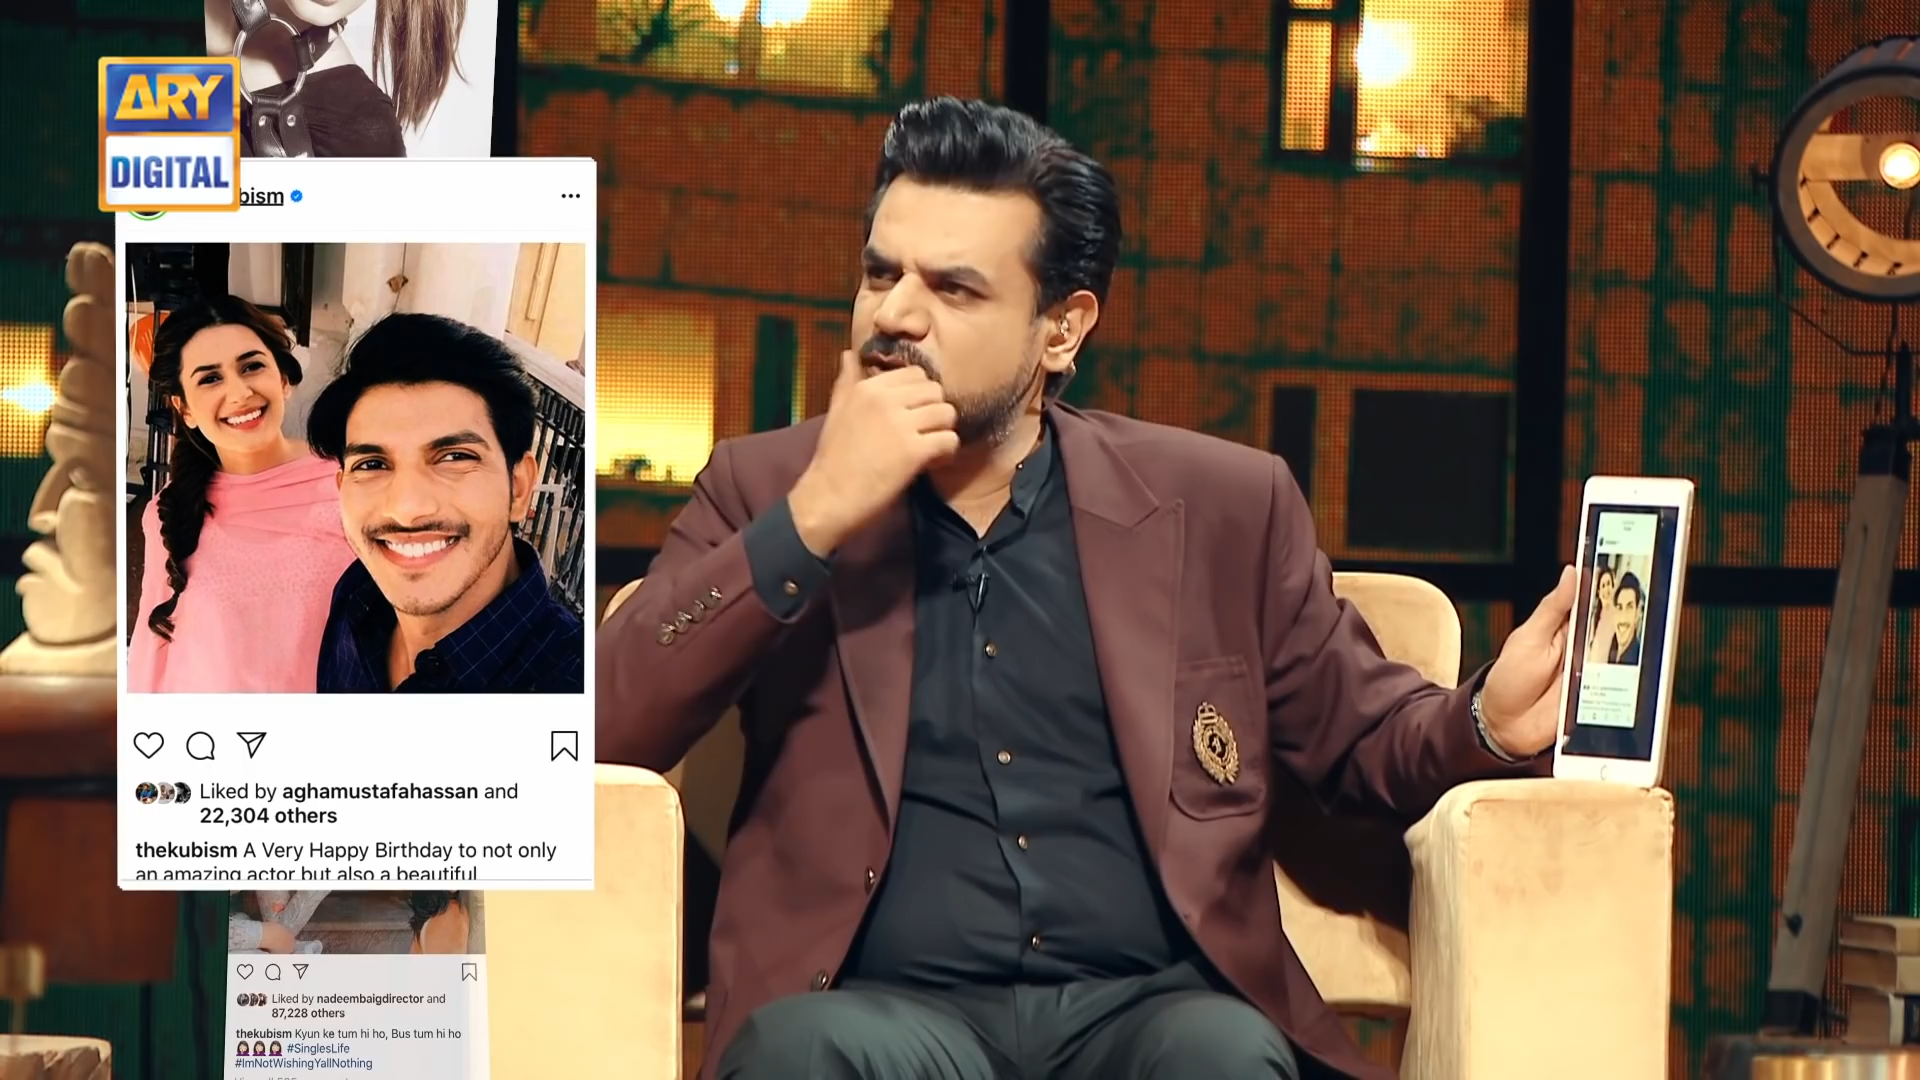 ARY
DIGITAL
bism
Liked by aghamustafahassan and
22,304 others
thekubism A Very Happy Birthday to not only
an amazing actor but also a beautiful
Liked by nadeembaigdirector and
87,228 others
thekubism Kyun ke tum hi ho, Bus tum hi ho
🤦🏻‍♀️🤦🏻‍♀️🤦🏻‍♀️ #SinglesLife
#ImNotWishingYallNothing